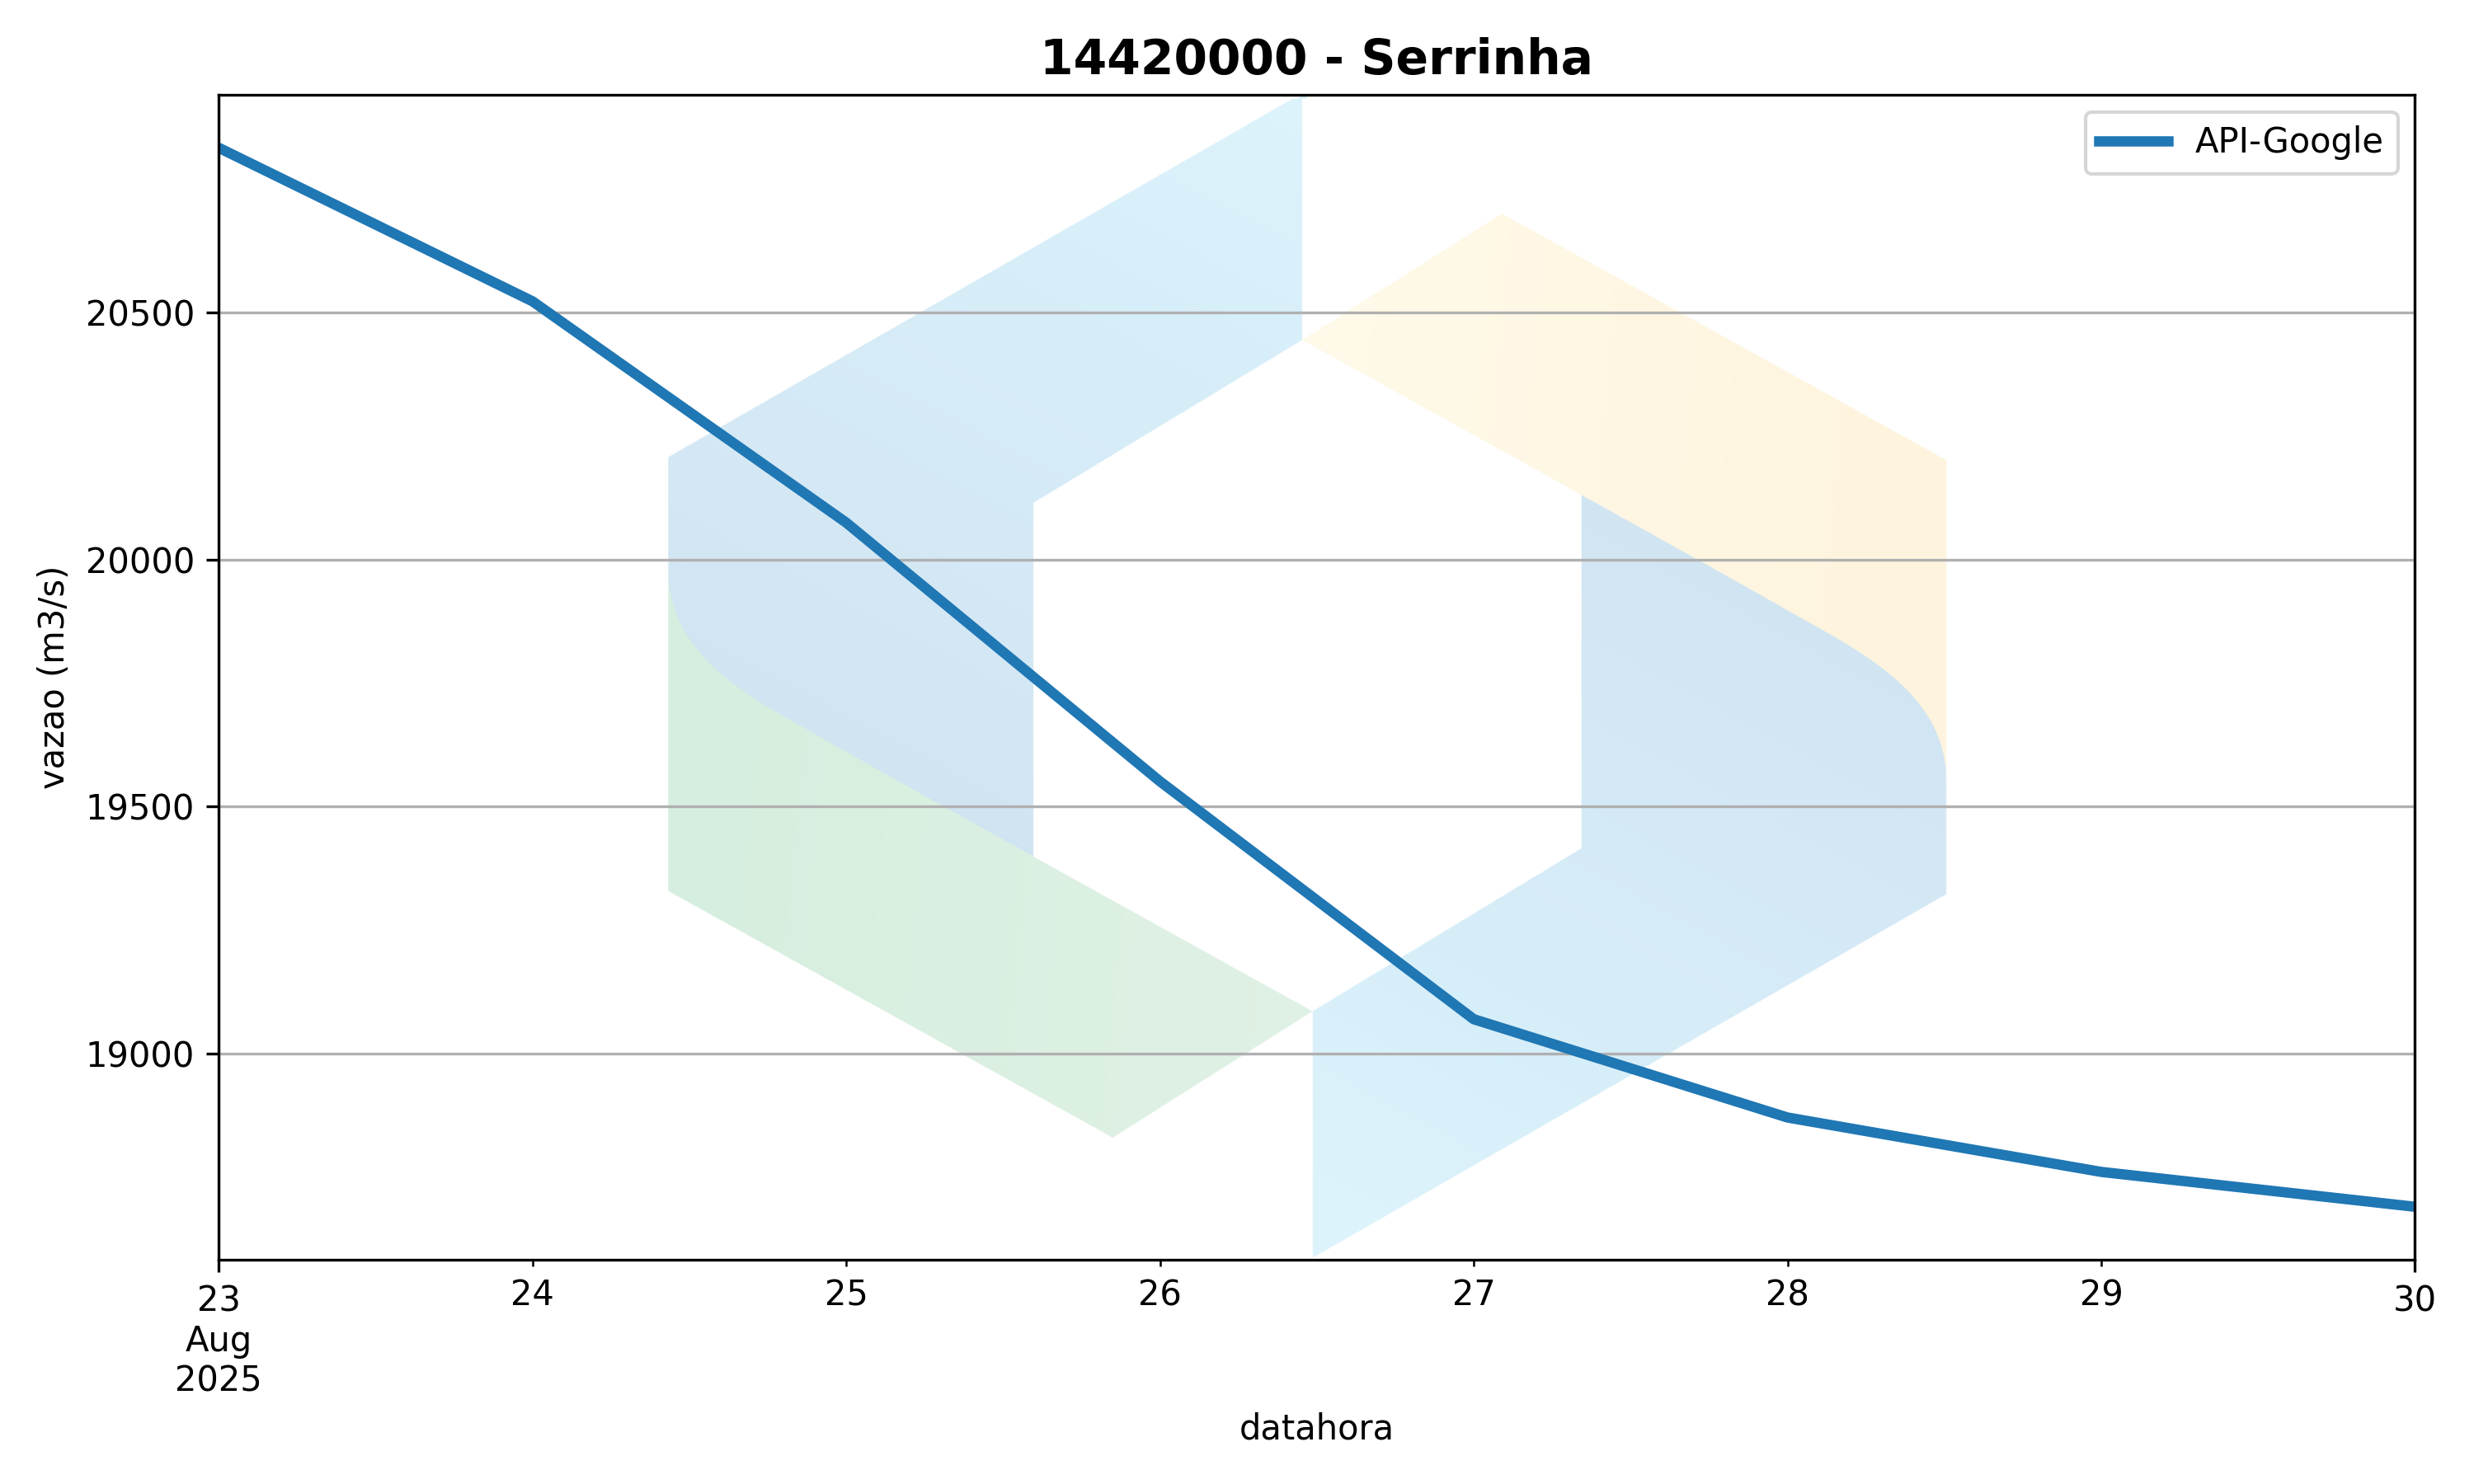 14420000 - Serrinha
API-Google
20500
20000
19500
19000
vazao (m3/s)
23 24 25 26 27 28 29 30
Aug
2025
datahora